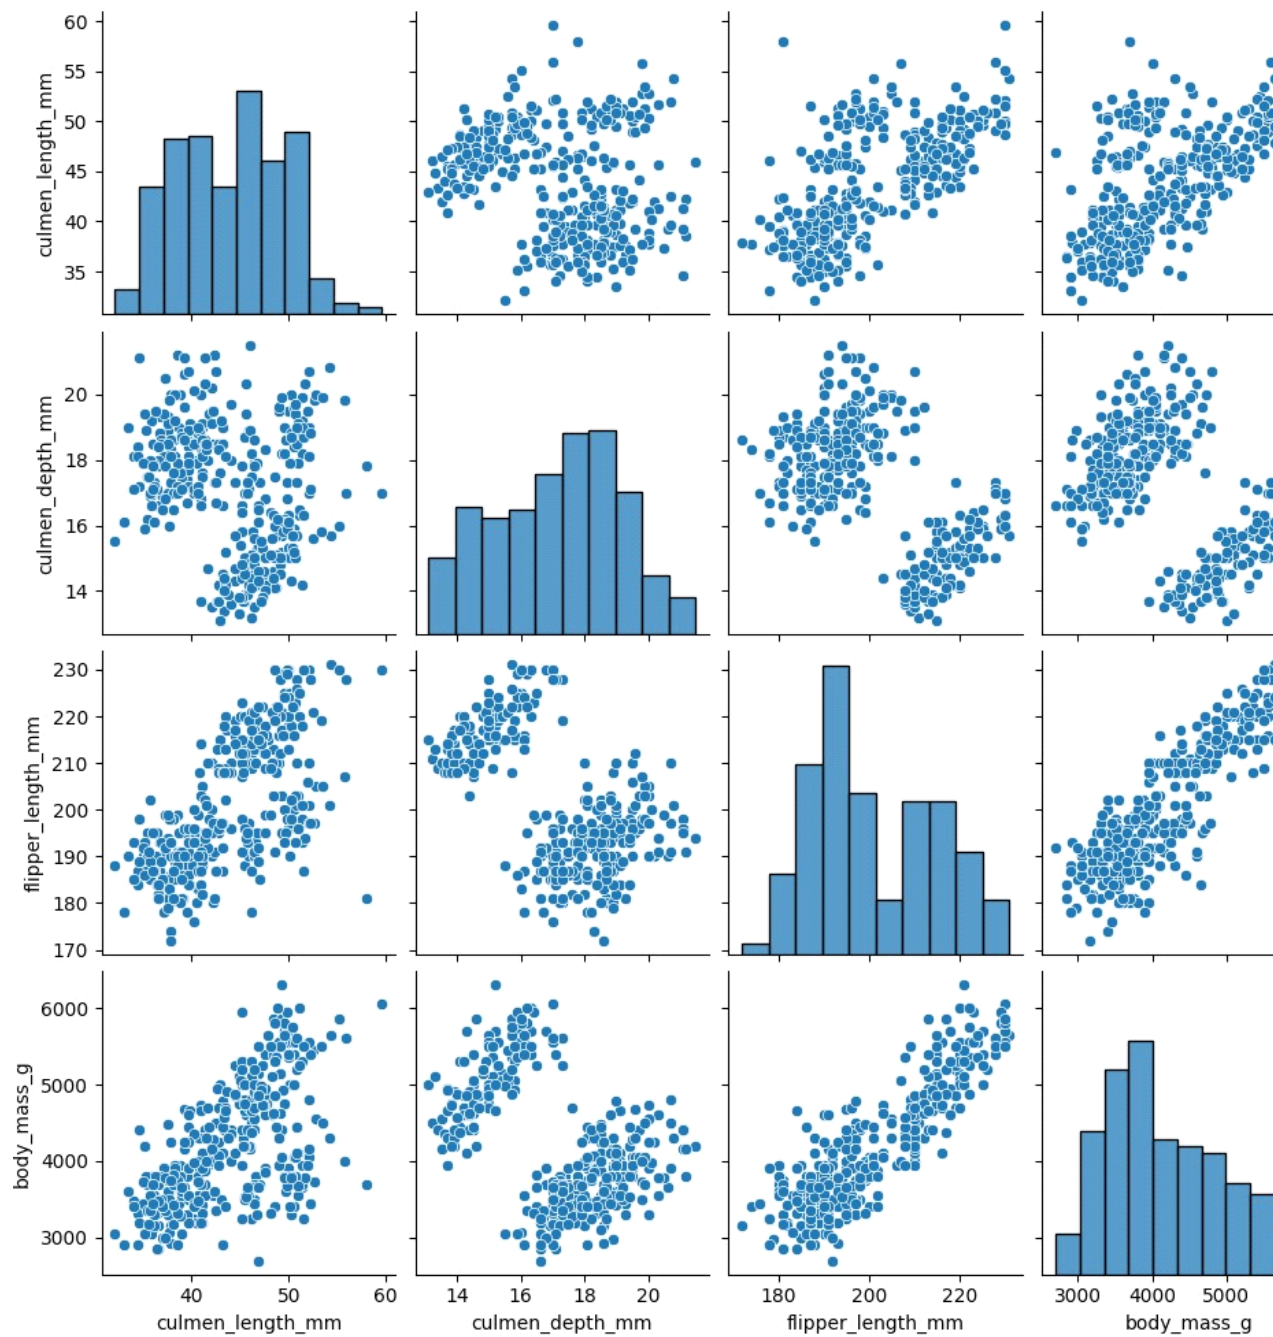 60
55
50
45
40
35
culmen_length_mm
20
18
16
14
culmen_depth_mm
230
220
210
200
190
180
170
flipper_length_mm
6000
5000
4000
3000
body_mass_g
40 50 60
14 16 18 20
180 200 220
3000 4000 5000
culmen_length_mm
culmen_depth_mm
flipper_length_mm
body_mass_g